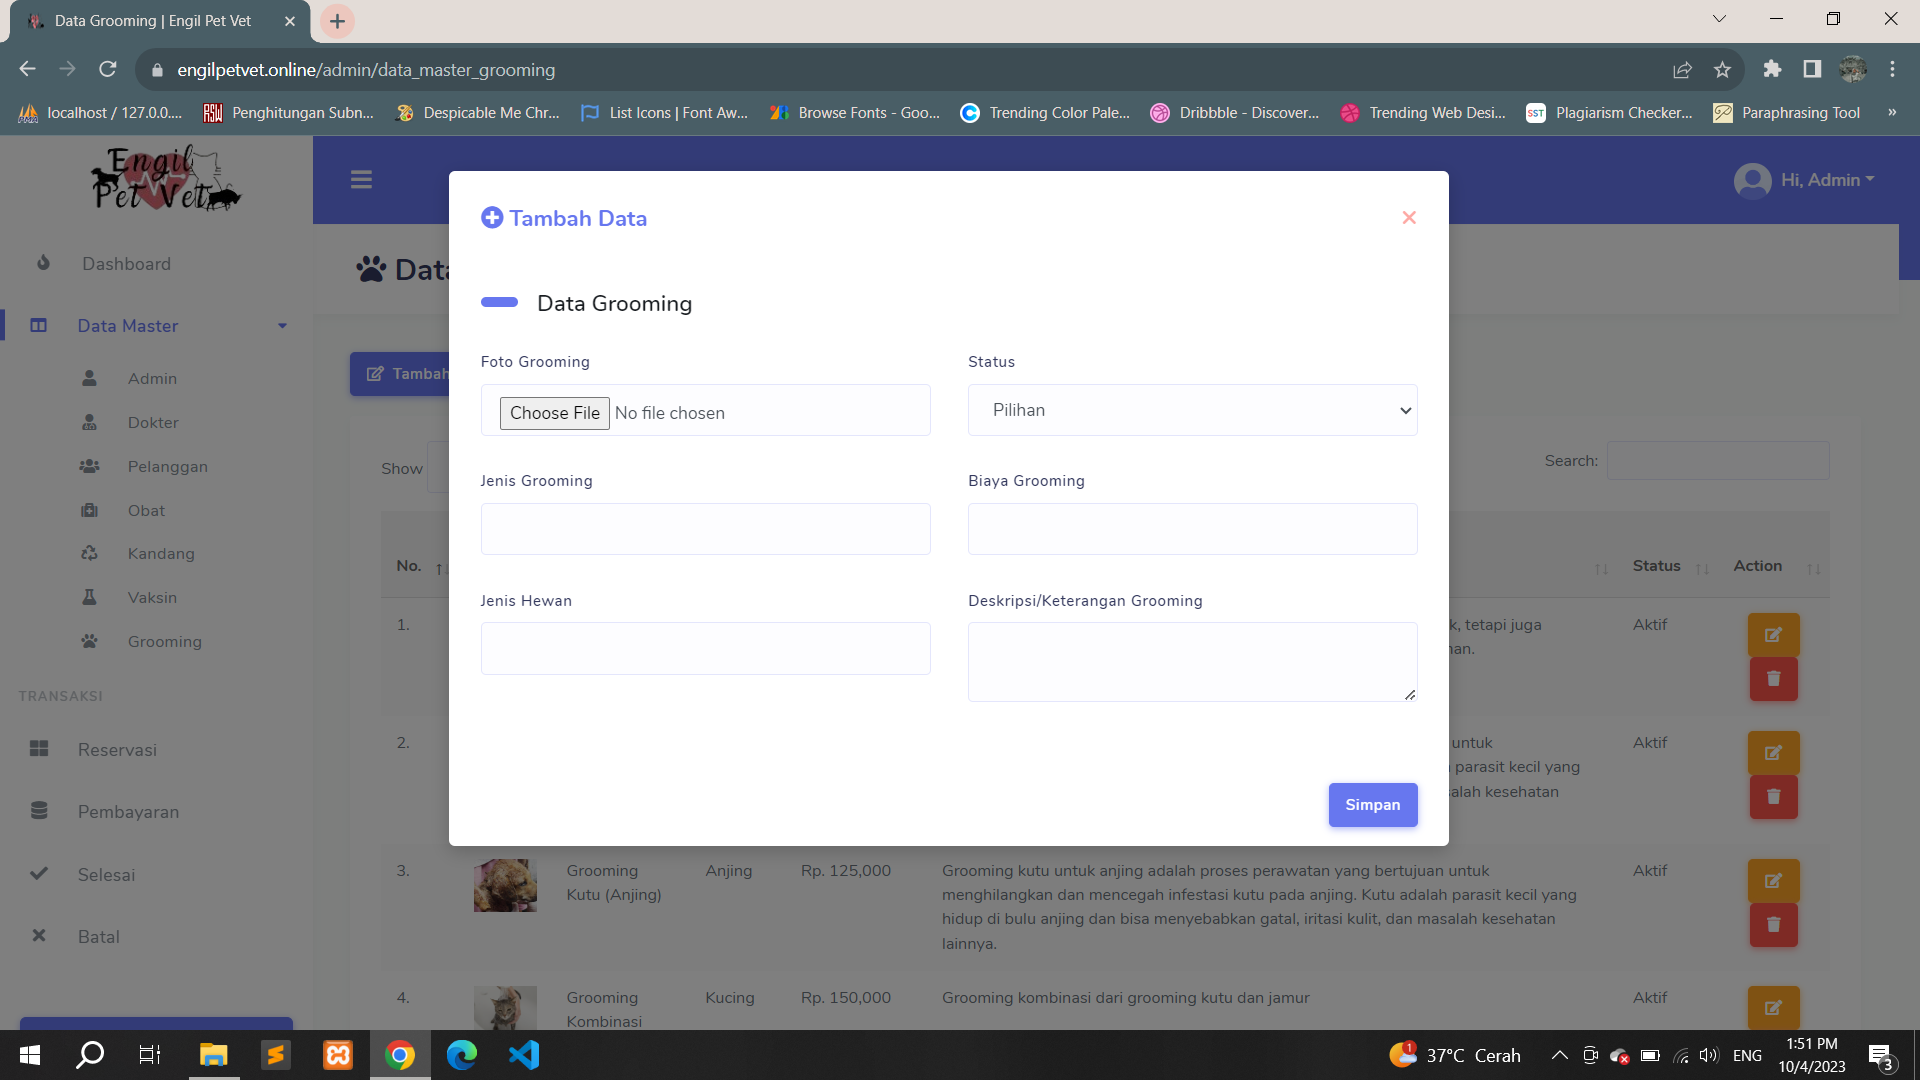 Data Grooming | Engil Pet Vet
engilpetvet.online/admin/data_master_grooming
localhost / 127.0.0....
Penghitungan Subn...
Despicable Me Chr...
List Icons | Font Aw...
Browse Fonts - Goo...
Trending Color Pale...
Dribbble - Discover...
Trending Web Desi...
SST
Plagiarism Checker...
Paraphrasing Tool
»
Engil
Pet Vet
Hi, Admin
Dashboard
Data Master
Admin
Dokter
Pelanggan
Obat
Kandang
Vaksin
Grooming
TRANSAKSI
Reservasi
Pembayaran
Selesai
Batal
Data
Tambah
Show
Search:
No.
Status
Action
1.
k, tetapi juga
Aktif
2.
untuk
parasit kecil yang
salah kesehatan
Aktif
Tambah Data
Data Grooming
Foto Grooming
Choose File No file chosen
Status
Pilihan
Jenis Grooming
Biaya Grooming
Jenis Hewan
Deskripsi/Keterangan Grooming
Simpan
3.
Grooming
Kutu (Anjing)
Anjing
Rp. 125,000
Grooming kutu untuk anjing adalah proses perawatan yang bertujuan untuk
menghilangkan dan mencegah infestasi kutu pada anjing. Kutu adalah parasit kecil yang
hidup di bulu anjing dan bisa menyebabkan gatal, iritasi kulit, dan masalah kesehatan
lainnya.
Aktif
4.
Grooming
Kombinasi
Kucing
Rp. 150,000
Grooming kombinasi dari grooming kutu dan jamur
Aktif
1
37°C Cerah
ENG
1:51 PM
10/4/2023
3